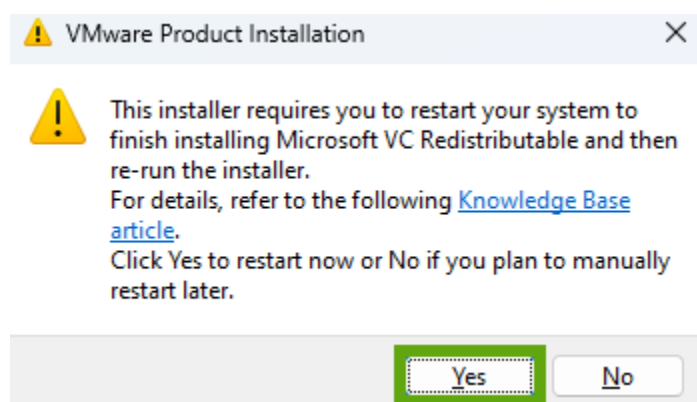 VMware Product Installation
This installer requires you to restart your system to
finish installing Microsoft VC Redistributable and then
re-run the installer.
For details, refer to the following Knowledge Base
article.
Click Yes to restart now or No if you plan to manually
restart later.
Yes No